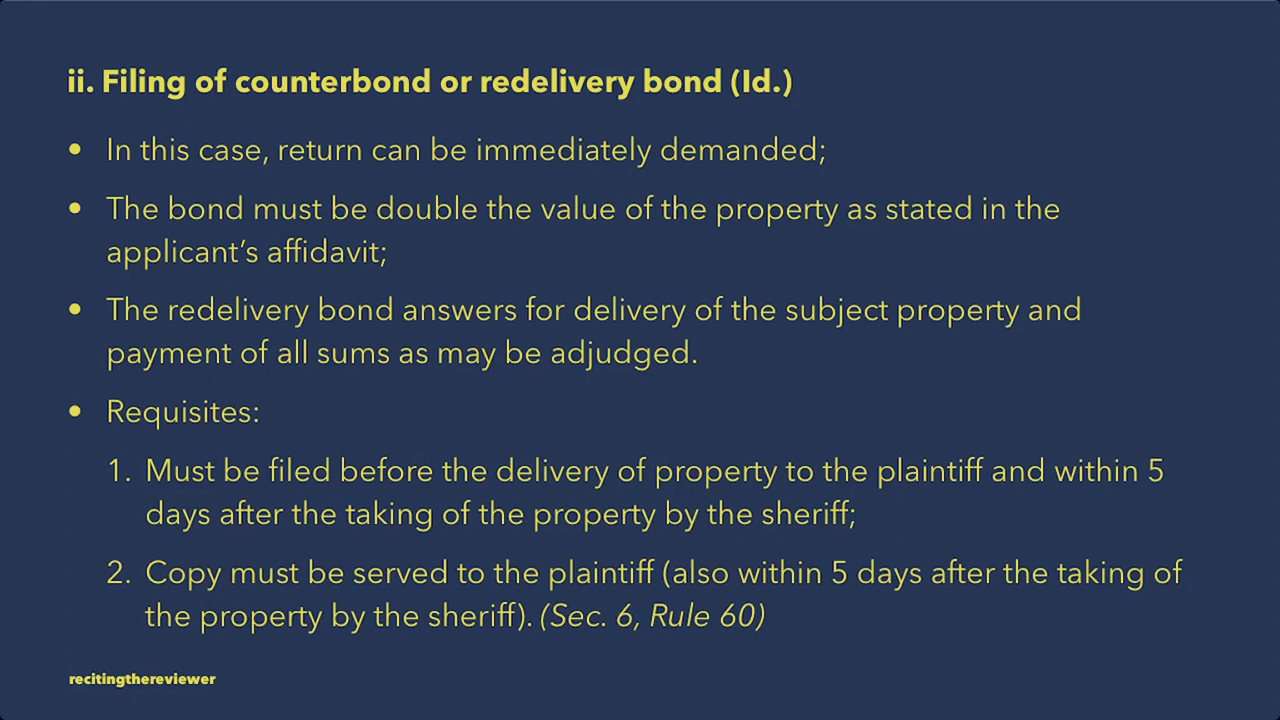 ii. Filing of counterbond or redelivery bond (Id.)
• In this case, return can be immediately demanded;
• The bond must be double the value of the property as stated in the
applicant’s affidavit;
• The redelivery bond answers for delivery of the subject property and
payment of all sums as may be adjudged.
• Requisites:
1. Must be filed before the delivery of property to the plaintiff and within 5
days after the taking of the property by the sheriff;
2. Copy must be served to the plaintiff (also within 5 days after the taking of
the property by the sheriff). (Sec. 6, Rule 60)
recitingthereviewer